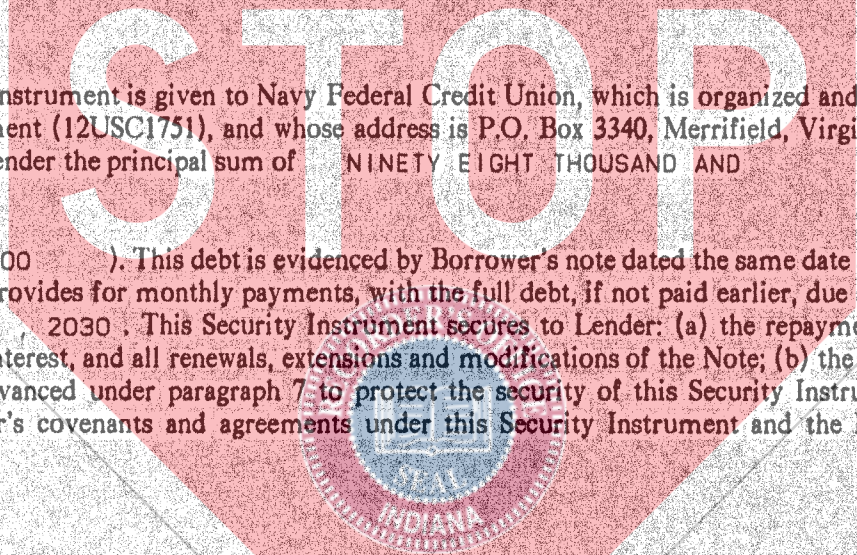 STOP
nstrument is given to Navy Federal Credit Union, which is organized and
ent (12USC1751), and whose address is P.O. Box 3340, Merrifield, Virgi
ender the principal sum of NINETY EIGHT THOUSAND AND
00 ). This debt is evidenced by Borrower's note dated the same date
rovides for monthly payments, with the full debt, if not paid earlier, due
, 2030 . This Security Instrument secures to Lender: (a) the repayme
nterest, and all renewals, extensions and modifications of the Note; (b) the
vanced under paragraph 7 to protect the security of this Security Instru
r's covenants and agreements under this Security Instrument and the
RECORDER'S OFFICE
SEAL
INDIANA